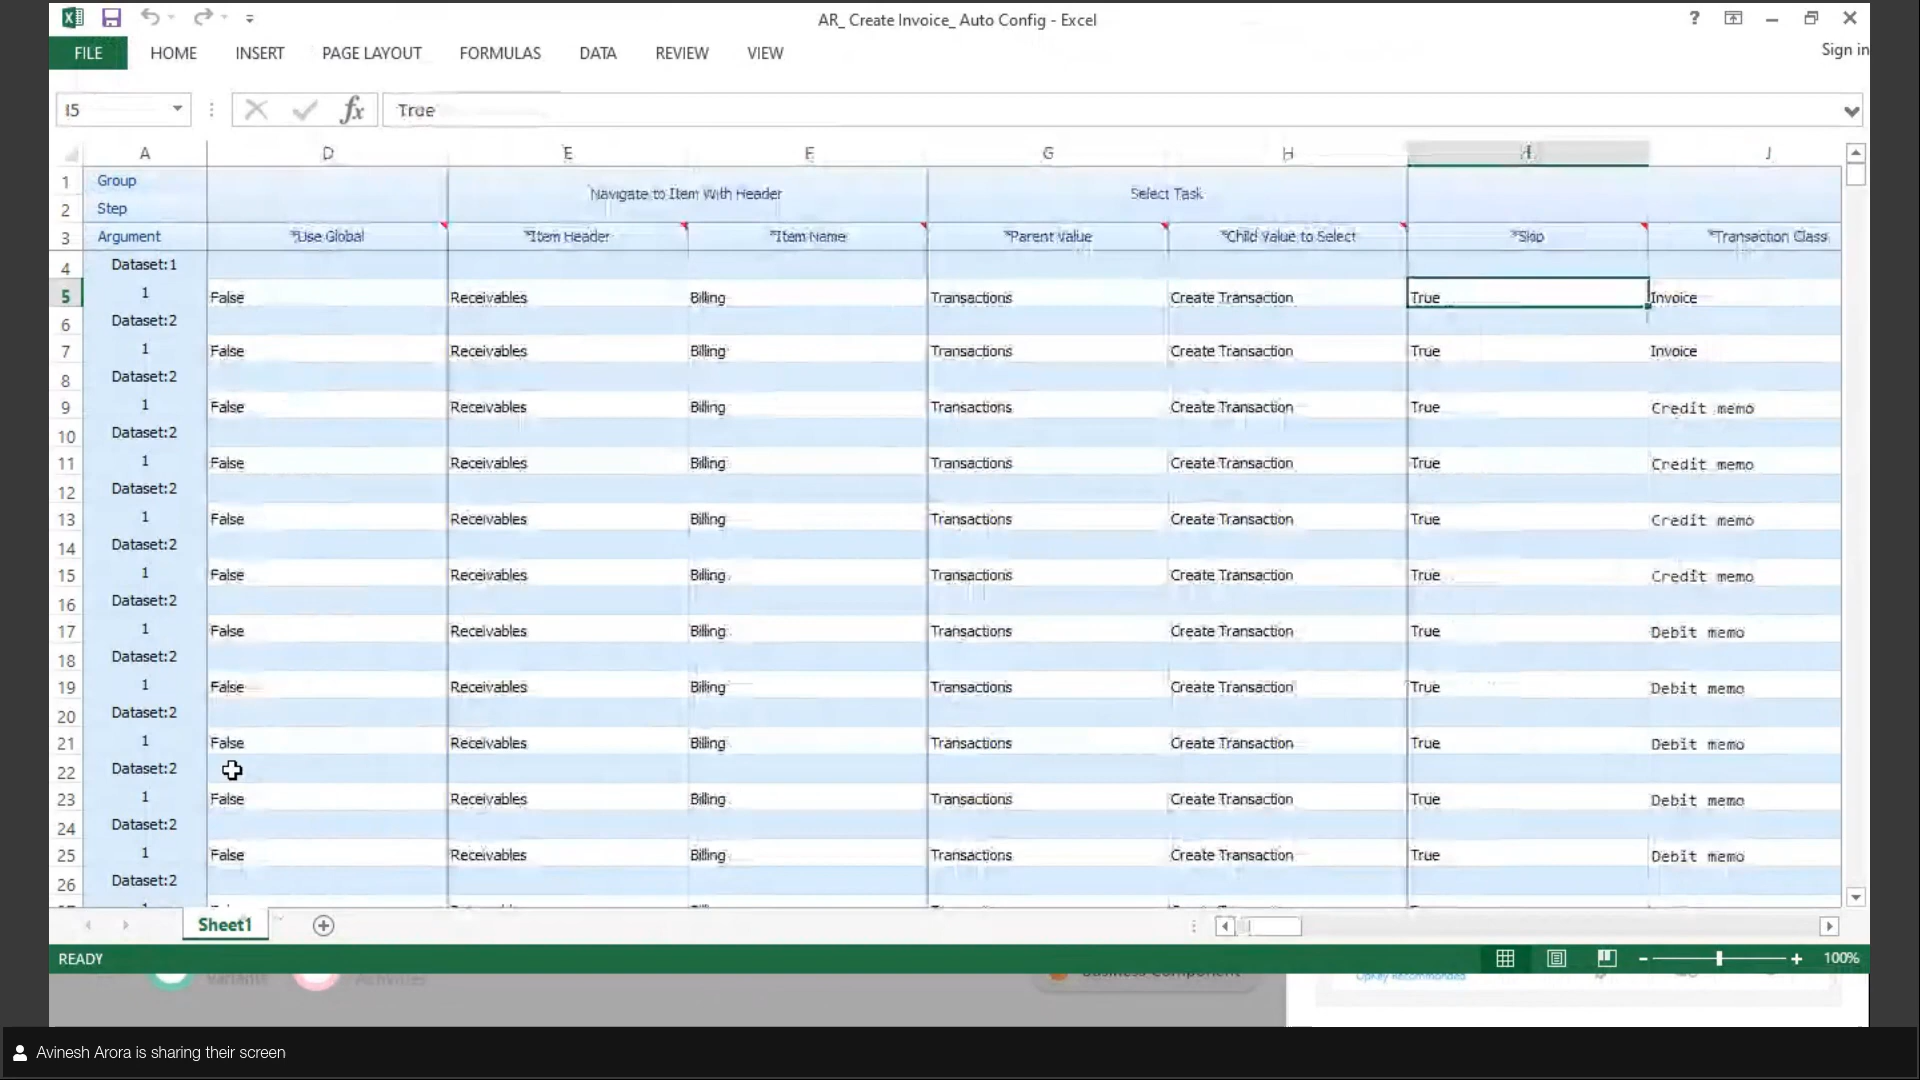 AR_ Create Invoice_ Auto Config - Excel
FILE HOME INSERT PAGE LAYOUT FORMULAS DATA REVIEW VIEW Sign in
I5 fx True
A D E F G H I J
1 Group Navigate to Item With Header Select Task
2 Step
3 Argument *Use Global *Item Header *Item Name *Parent Value *Child Value to Select *Skip *Transaction Class
4 Dataset:1
5 1 False Receivables Billing Transactions Create Transaction True Invoice
6 Dataset:2
7 1 False Receivables Billing Transactions Create Transaction True Invoice
8 Dataset:2
9 1 False Receivables Billing Transactions Create Transaction True Credit memo
10 Dataset:2
11 1 False Receivables Billing Transactions Create Transaction True Credit memo
12 Dataset:2
13 1 False Receivables Billing Transactions Create Transaction True Credit memo
14 Dataset:2
15 1 False Receivables Billing Transactions Create Transaction True Credit memo
16 Dataset:2
17 1 False Receivables Billing Transactions Create Transaction True Debit memo
18 Dataset:2
19 1 False Receivables Billing Transactions Create Transaction True Debit memo
20 Dataset:2
21 1 False Receivables Billing Transactions Create Transaction True Debit memo
22 Dataset:2
23 1 False Receivables Billing Transactions Create Transaction True Debit memo
24 Dataset:2
25 1 False Receivables Billing Transactions Create Transaction True Debit memo
26 Dataset:2
Sheet1
READY 100%
Variants Activities Business Component
Avinesh Arora is sharing their screen